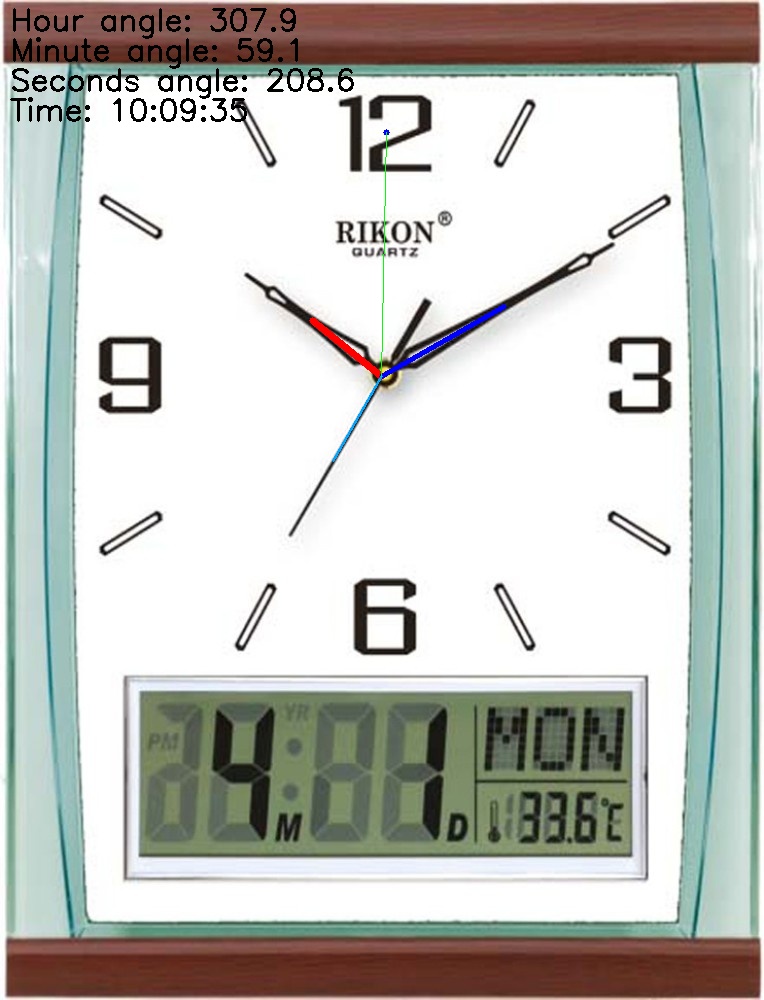 Hour angle: 307.9
Minute angle: 59.1
Seconds angle: 208.6
Time: 10:09:35
12
RIKON®
QUARTZ
9
3
6
PM
YR
4 M 1 D
MON
33.6°C